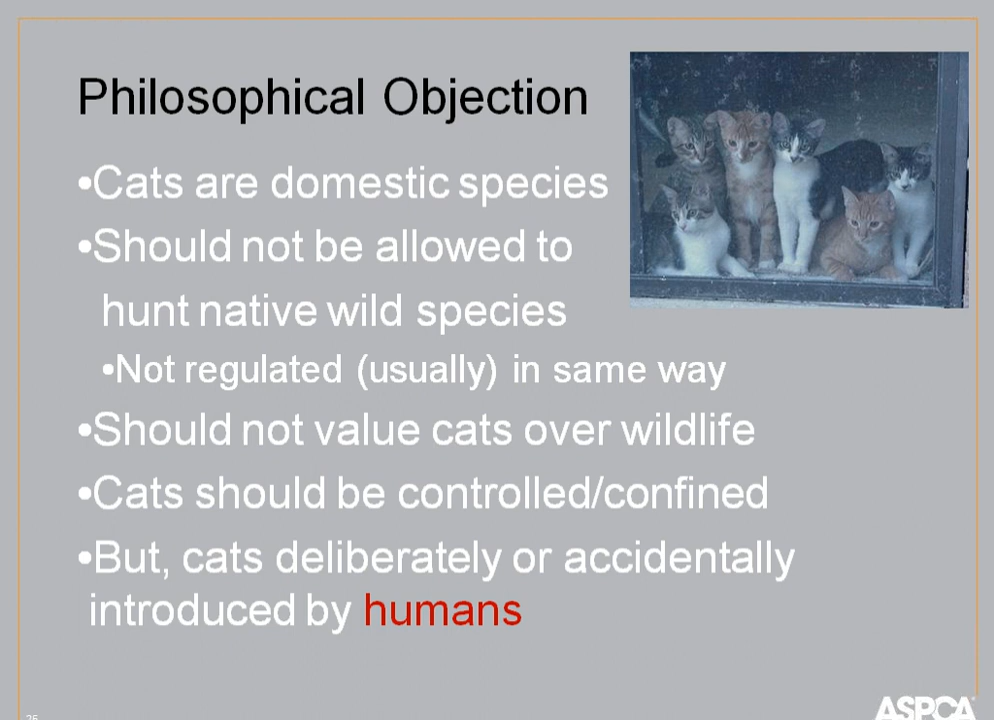 Philosophical Objection
•Cats are domestic species
•Should not be allowed to
hunt native wild species
•Not regulated (usually) in same way
•Should not value cats over wildlife
•Cats should be controlled/confined
•But, cats deliberately or accidentally
introduced by humans
ASPCA